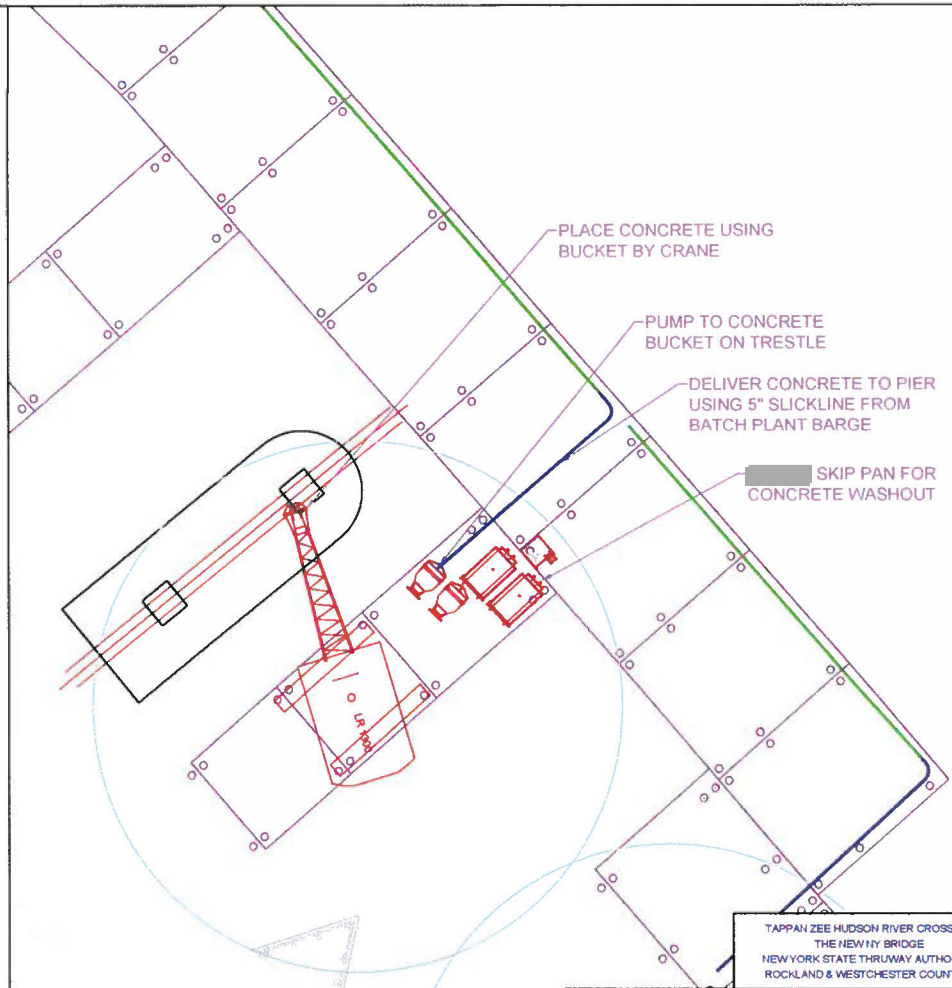 PLACE CONCRETE USING
BUCKET BY CRANE
PUMP TO CONCRETE
BUCKET ON TRESTLE
DELIVER CONCRETE TO PIER
USING 5" SLICKLINE FROM
BATCH PLANT BARGE
SKIP PAN FOR
CONCRETE WASHOUT
LR1300
TAPPAN ZEE HUDSON RIVER CROSS
THE NEW NY BRIDGE
NEW YORK STATE THRUWAY AUTHO
ROCKLAND & WESTCHESTER COUNT